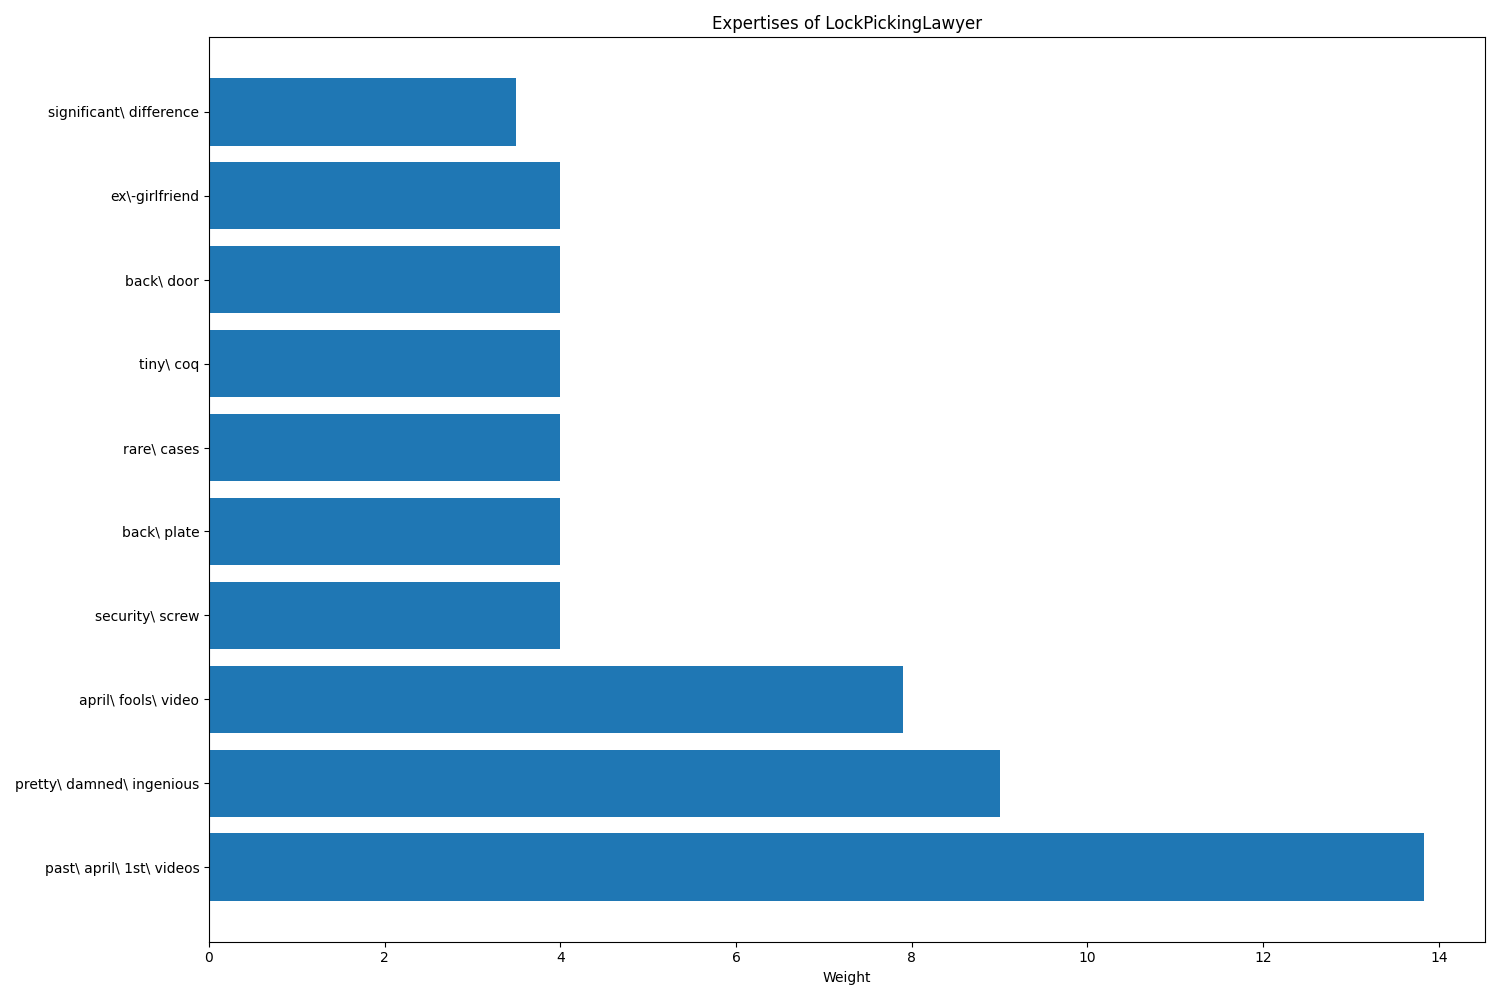 Expertises of LockPickingLawyer
significant\ difference
ex\-girlfriend
back\ door
tiny\ coq
rare\ cases
back\ plate
security\ screw
april\ fools\ video
pretty\ damned\ ingenious
past\ april\ 1st\ videos
0 2 4 6 8 10 12 14
Weight